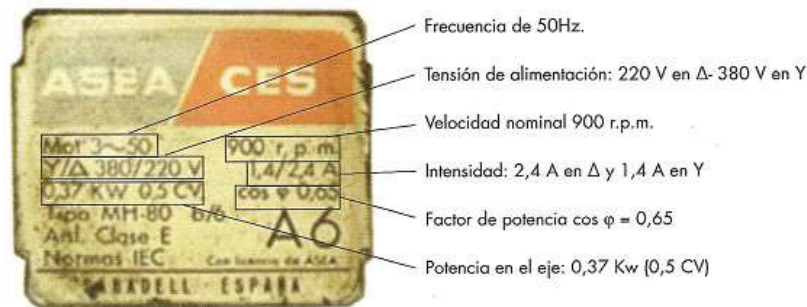 ASEA CES
Mot 3~50
900 r.p.m.
Y/Δ 380/220 V
1,4/2,4 A
0,37 KW 0,5 CV
cos φ 0,65
Tipo MH-80 b/6
A6
Aisl. Clase E
Normas IEC
Con licencia de ASEA
SABADELL ESPAÑA
Frecuencia de 50Hz.
Tensión de alimentación: 220 V en Δ- 380 V en Y
Velocidad nominal 900 r.p.m.
Intensidad: 2,4 A en Δ y 1,4 A en Y
Factor de potencia cos φ = 0,65
Potencia en el eje: 0,37 Kw (0,5 CV)